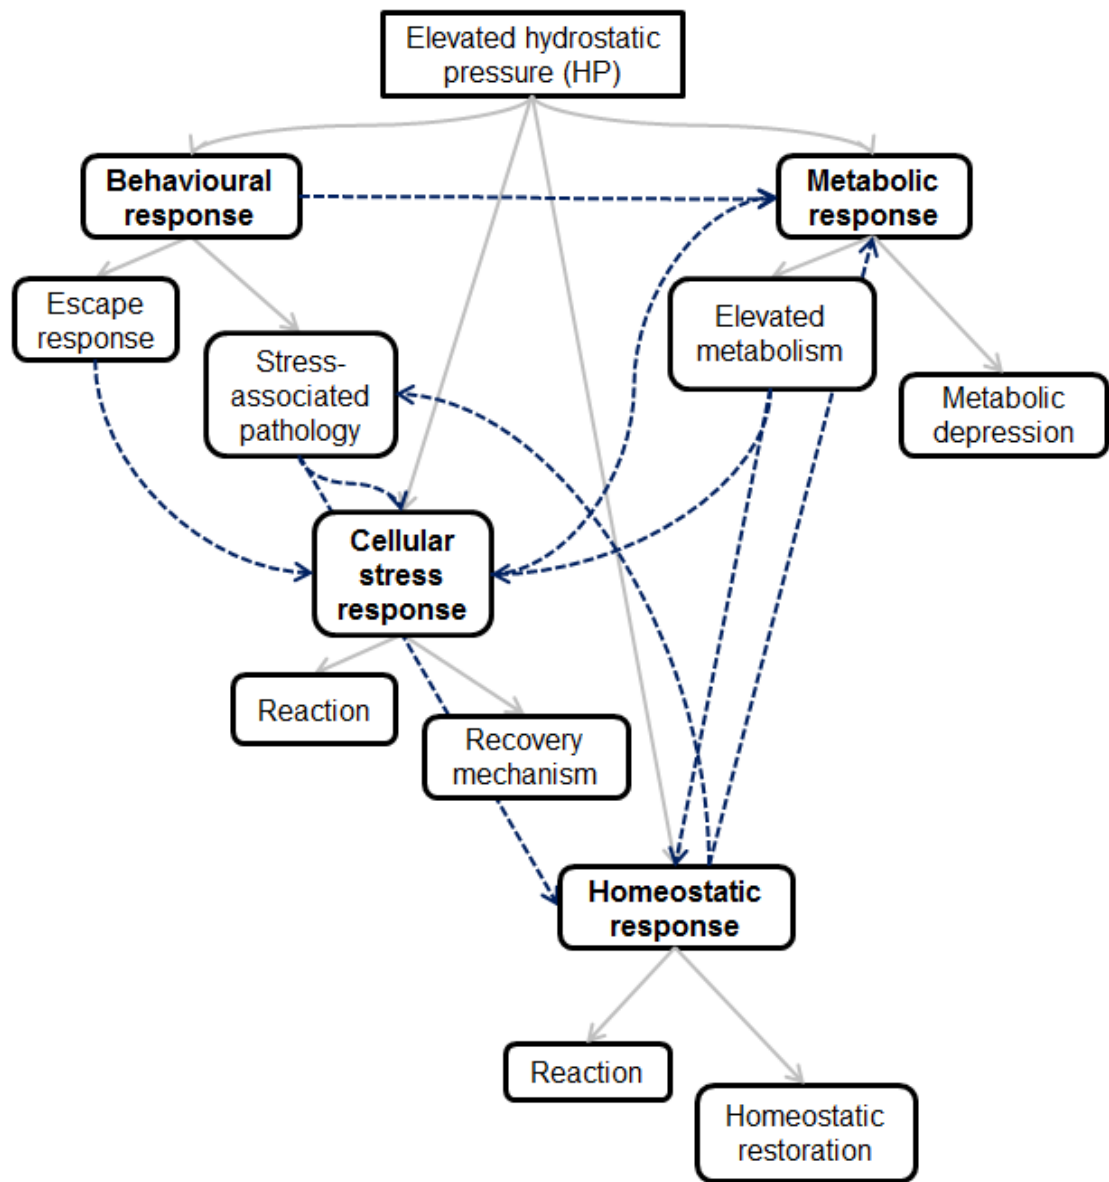 Elevated hydrostatic
pressure (HP)
Behavioural
response
Metabolic
response
Escape
response
Stress-
associated
pathology
Elevated
metabolism
Metabolic
depression
Cellular
stress
response
Reaction
Recovery
mechanism
Homeostatic
response
Reaction
Homeostatic
restoration